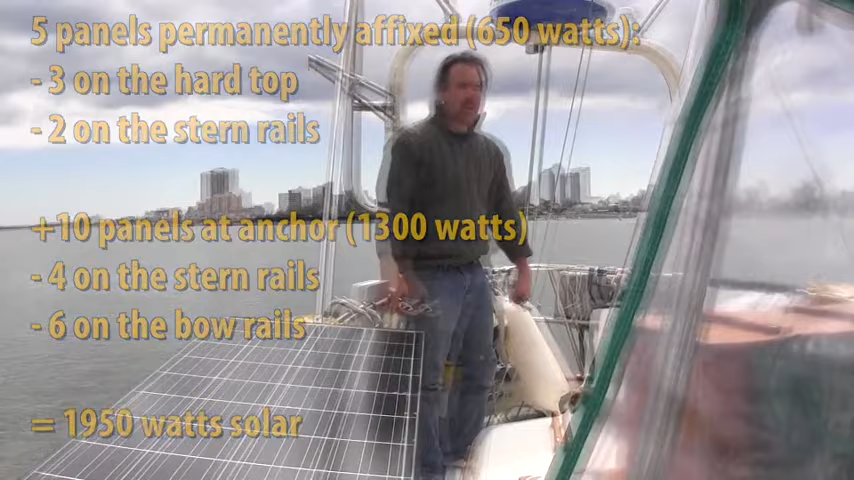 5 panels permanently affixed (650 watts):
- 3 on the hard top
- 2 on the stern rails
+10 panels at anchor (1300 watts)
- 4 on the stern rails
- 6 on the bow rails
= 1950 watts solar